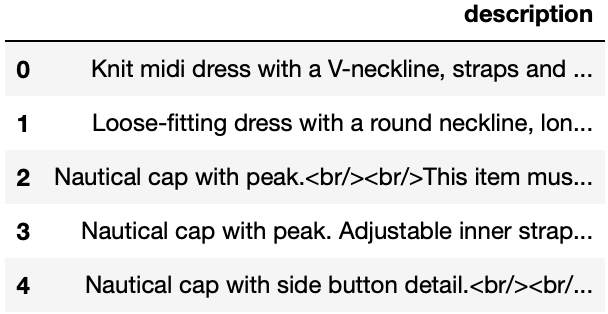 description
0 Knit midi dress with a V-neckline, straps and ...
1 Loose-fitting dress with a round neckline, lon...
2 Nautical cap with peak.<br/><br/>This item mus...
3 Nautical cap with peak. Adjustable inner strap...
4 Nautical cap with side button detail.<br/><br/...